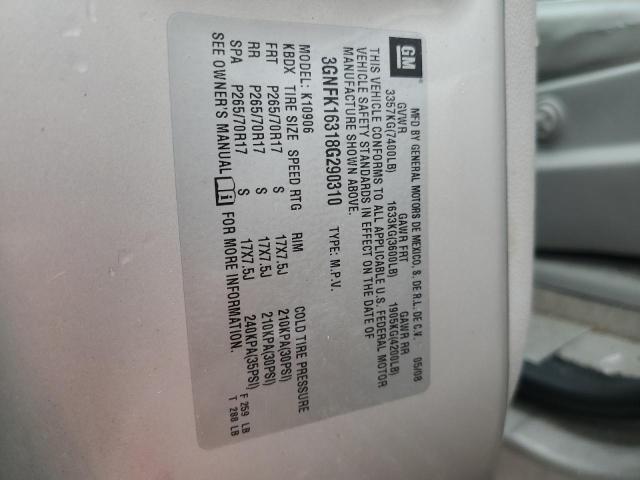 GM
MFD BY GENERAL MOTORS DE MEXICO, S. DE R.L. DE C.V. 05/08
GVWR GAWR FRT GAWR RR
3357KG(7400LB) 1633KG(3600LB) 1905KG(4200LB)
THIS VEHICLE CONFORMS TO ALL APPLICABLE U.S. FEDERAL MOTOR
VEHICLE SAFETY STANDARDS IN EFFECT ON THE DATE OF
MANUFACTURE SHOWN ABOVE.
3GNFK16318G290310 TYPE: M.P.V.
MODEL: K10906
KBDX TIRE SIZE SPEED RTG RIM COLD TIRE PRESSURE
FRT P265/70R17 S 17X7.5J 210KPA(30PSI)
RR P265/70R17 S 17X7.5J 210KPA(30PSI)
SPA P265/70R17 S 17X7.5J 240KPA(35PSI)
SEE OWNER'S MANUAL i FOR MORE INFORMATION.
F 259 LB
T 288 LB